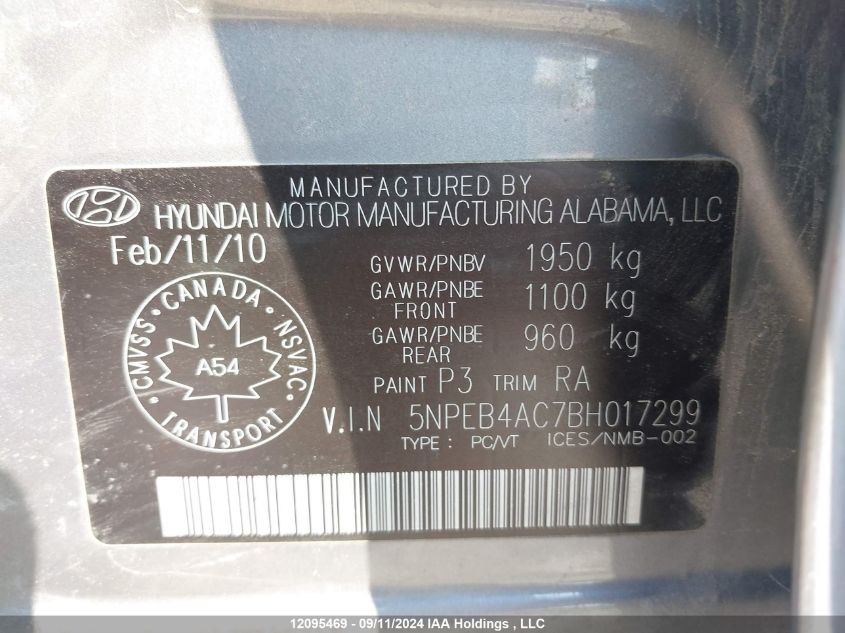 MANUFACTURED BY
HYUNDAI MOTOR MANUFACTURING ALABAMA, LLC
Feb/11/10
GVWR/PNBV 1950 kg
GAWR/PNBE FRONT 1100 kg
GAWR/PNBE REAR 960 kg
CANADA · NSVAC · TRANSPORT · CMVSS ·
A54
PAINT P3 TRIM RA
V.I.N 5NPEB4AC7BH017299
TYPE : PC/VT ICES/NMB-002
12095469 - 09/11/2024 IAA Holdings , LLC